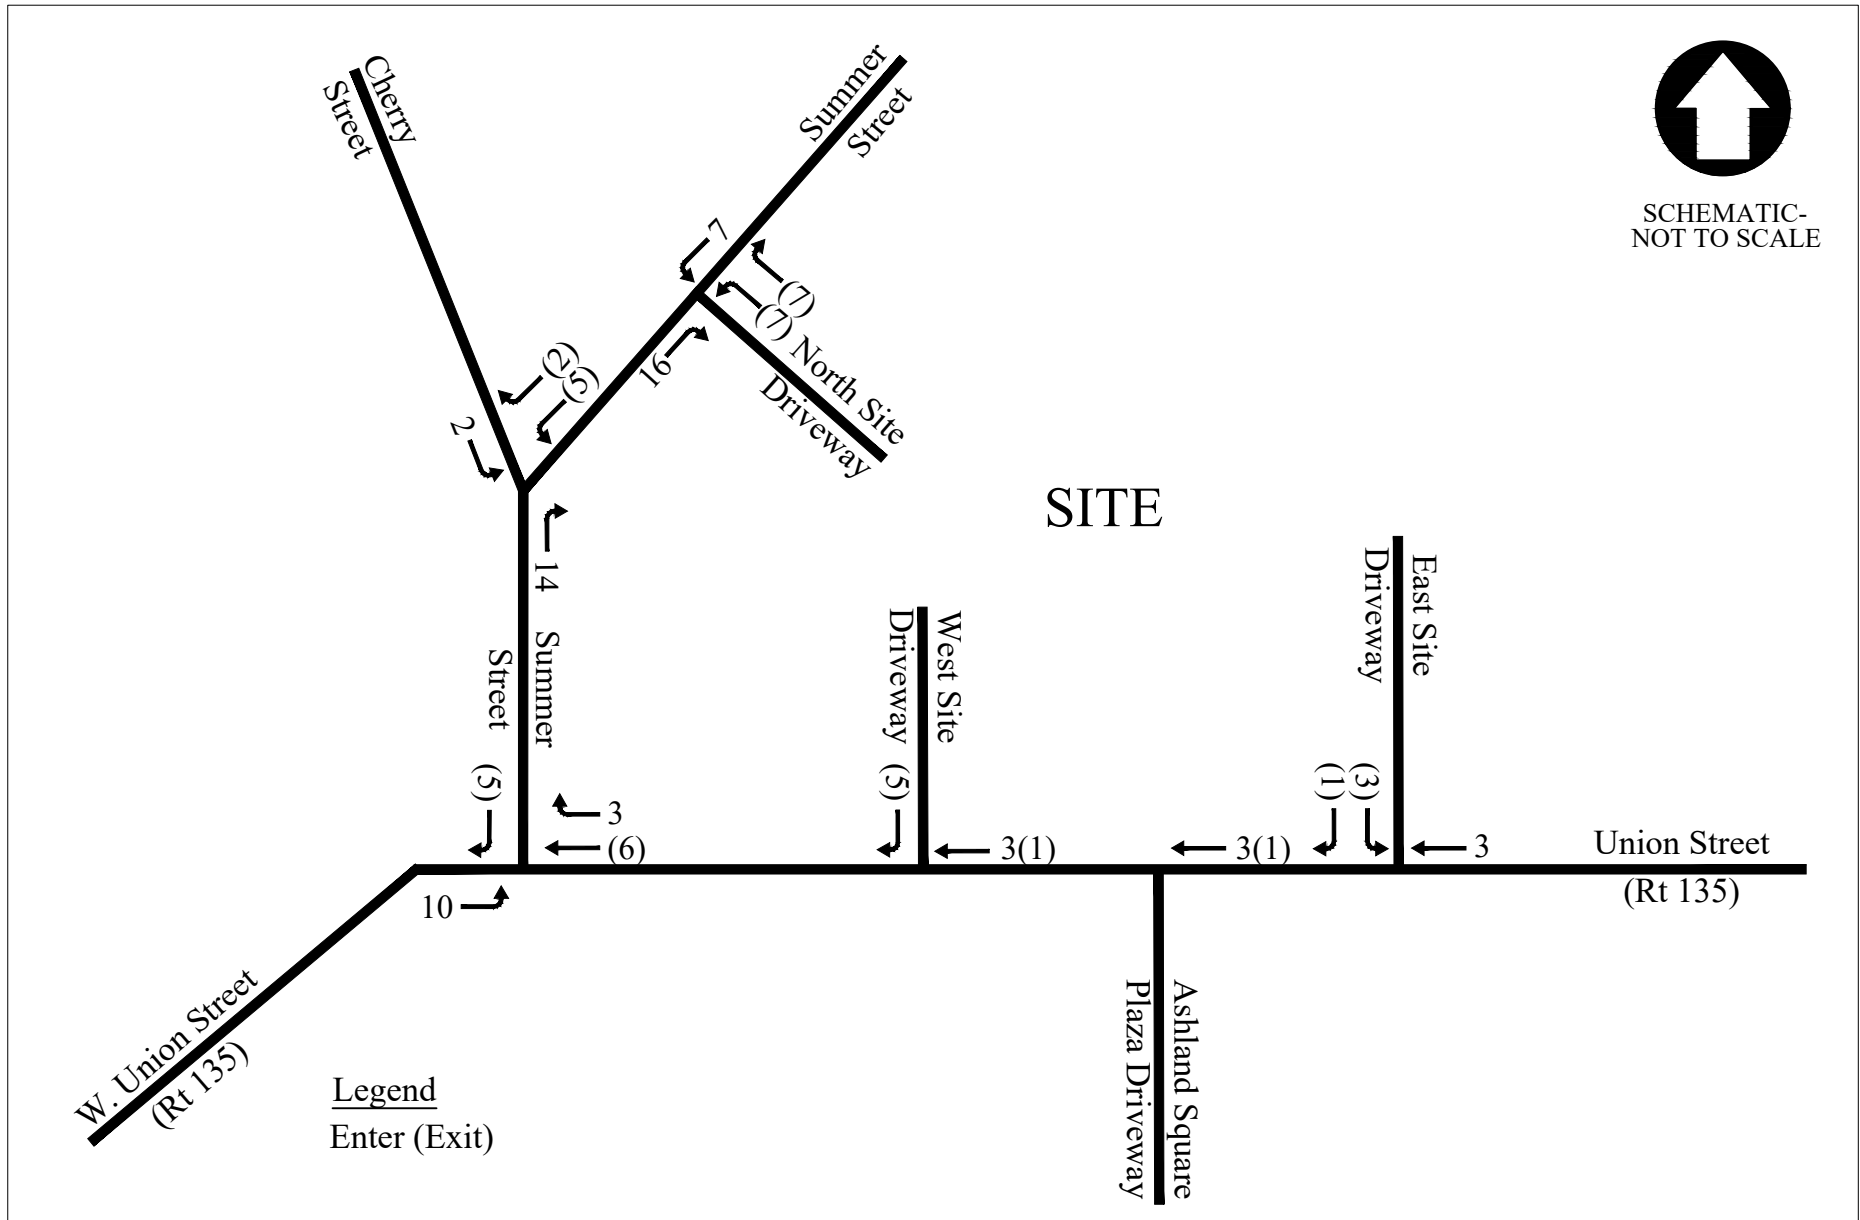 Cherry
Street
Summer
Street
SCHEMATIC-
NOT TO SCALE
7
(7)
(7)
North Site
Driveway
16
(2)
(5)
2
14
SITE
Summer
Street
West Site
Driveway
East Site
Driveway
(5)
3
(6)
(5)
3(1)
3(1)
(1)
(3)
3
Union Street
(Rt 135)
10
W. Union Street
(Rt 135)
Ashland Square
Plaza Driveway
Legend
Enter (Exit)